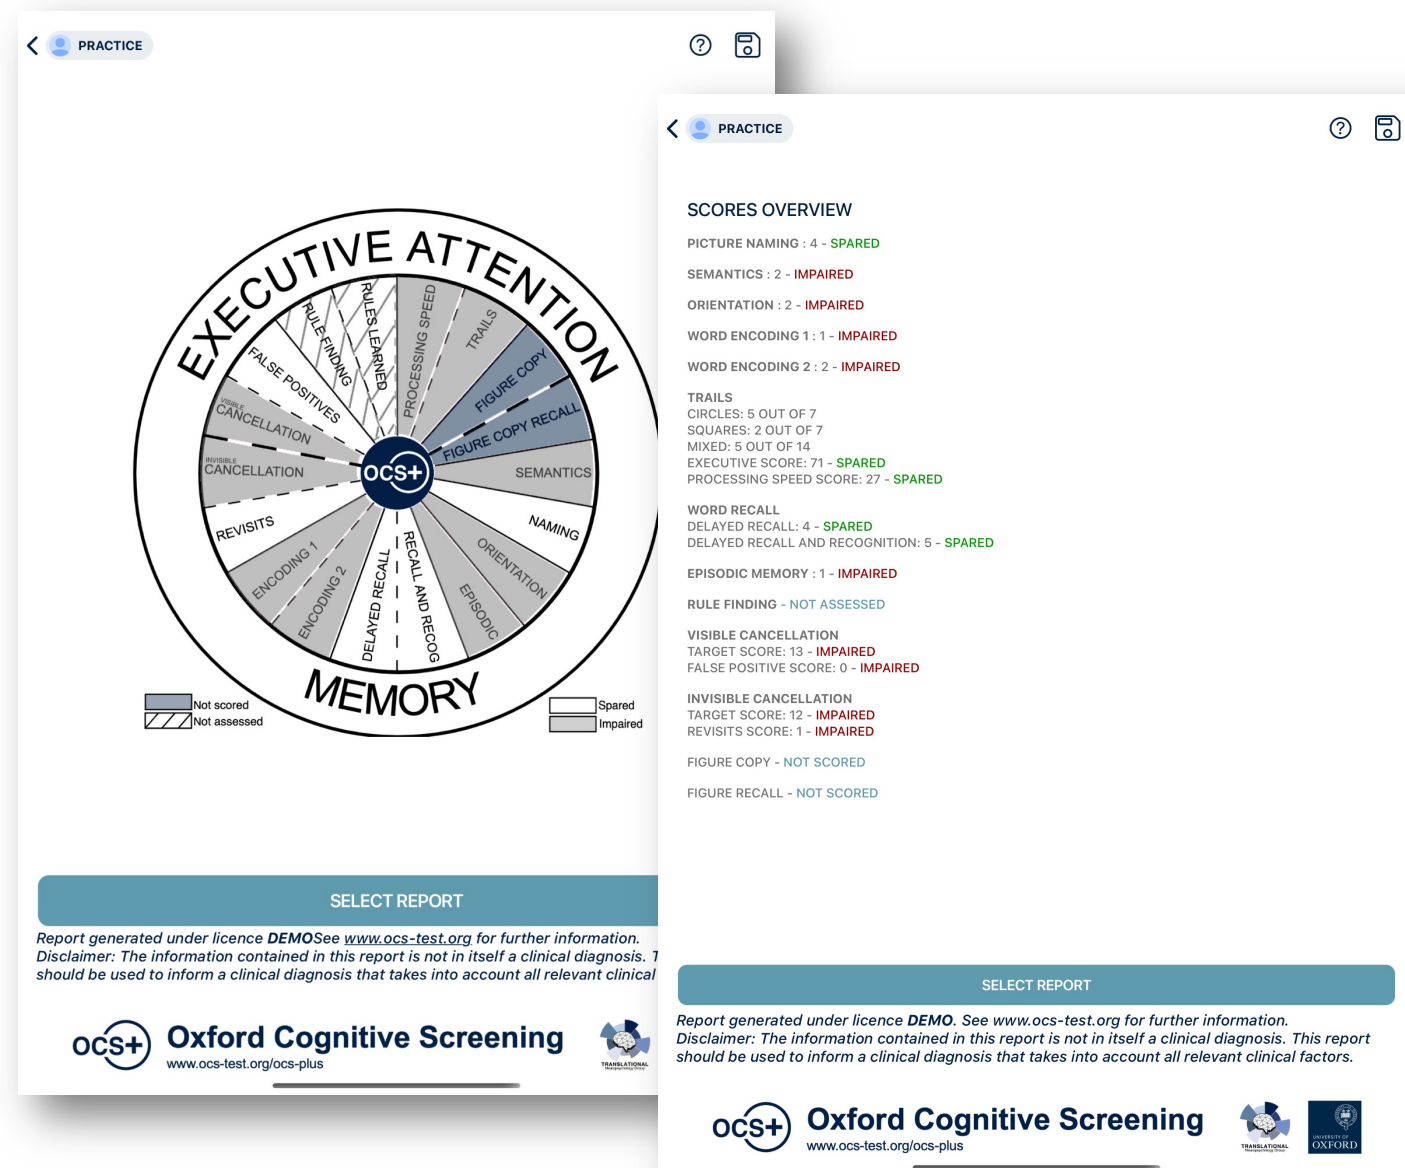 PRACTICE
EXECUTIVE ATTENTION
RULES LEARNED
PROCESSING SPEED
TRAILS
FIGURE COPY
FIGURE COPY RECALL
SEMANTICS
NAMING
ORIENTATION
EPISODIC
RECALL AND RECOG
DELAYED RECALL
ENCODING 2
ENCODING 1
REVISITS
INVISIBLE
CANCELLATION
VISIBLE
CANCELLATION
FALSE POSITIVES
RULE FINDING
OCS+
MEMORY
Not scored
Not assessed
Spared
Impaired
SELECT REPORT
Report generated under licence DEMOSee www.ocs-test.org for further information.
Disclaimer: The information contained in this report is not in itself a clinical diagnosis. T
should be used to inform a clinical diagnosis that takes into account all relevant clinical
OCS+
Oxford Cognitive Screening
www.ocs-test.org/ocs-plus
TRANSLATIONAL
Neuropsychology Group
PRACTICE
SCORES OVERVIEW
PICTURE NAMING : 4 - SPARED
SEMANTICS : 2 - IMPAIRED
ORIENTATION : 2 - IMPAIRED
WORD ENCODING 1 : 1 - IMPAIRED
WORD ENCODING 2 : 2 - IMPAIRED
TRAILS
CIRCLES: 5 OUT OF 7
SQUARES: 2 OUT OF 7
MIXED: 5 OUT OF 14
EXECUTIVE SCORE: 71 - SPARED
PROCESSING SPEED SCORE: 27 - SPARED
WORD RECALL
DELAYED RECALL: 4 - SPARED
DELAYED RECALL AND RECOGNITION: 5 - SPARED
EPISODIC MEMORY : 1 - IMPAIRED
RULE FINDING - NOT ASSESSED
VISIBLE CANCELLATION
TARGET SCORE: 13 - IMPAIRED
FALSE POSITIVE SCORE: 0 - IMPAIRED
INVISIBLE CANCELLATION
TARGET SCORE: 12 - IMPAIRED
REVISITS SCORE: 1 - IMPAIRED
FIGURE COPY - NOT SCORED
FIGURE RECALL - NOT SCORED
SELECT REPORT
Report generated under licence DEMO. See www.ocs-test.org for further information.
Disclaimer: The information contained in this report is not in itself a clinical diagnosis. This report
should be used to inform a clinical diagnosis that takes into account all relevant clinical factors.
OCS+
Oxford Cognitive Screening
www.ocs-test.org/ocs-plus
TRANSLATIONAL
Neuropsychology Group
UNIVERSITY OF
OXFORD